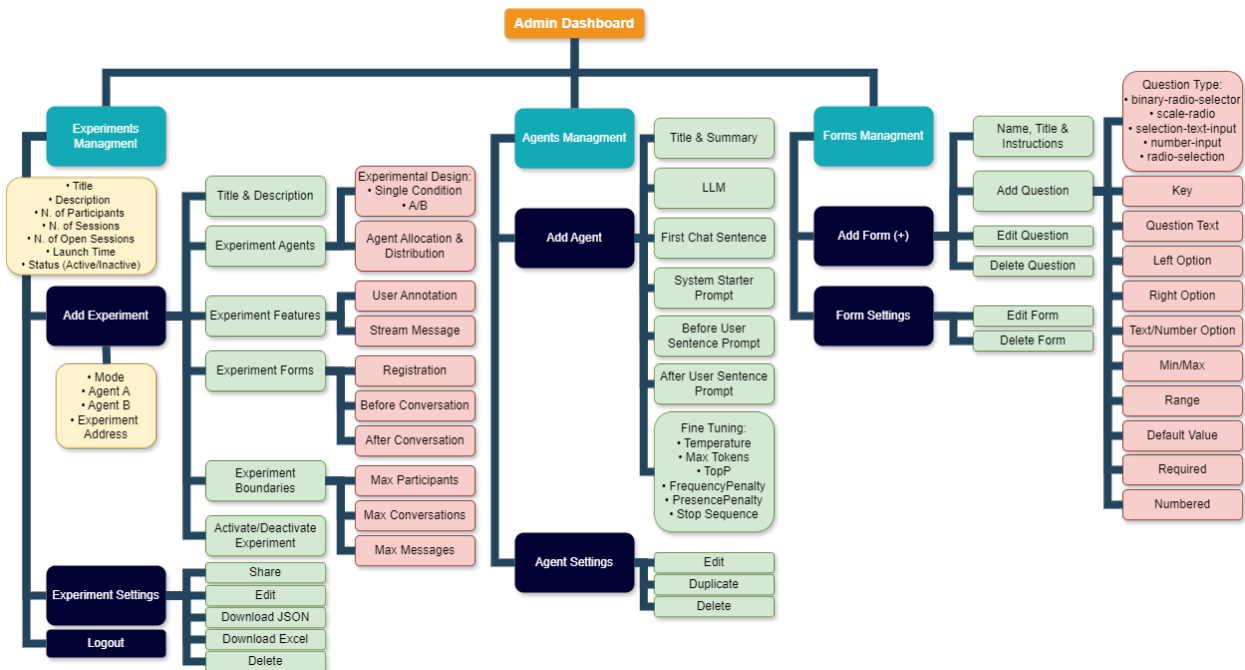 Admin Dashboard
Experiments
Managment
• Title
• Description
• N. of Participants
• N. of Sessions
• N. of Open Sessions
• Launch Time
• Status (Active/Inactive)
Add Experiment
• Mode
• Agent A
• Agent B
• Experiment
Address
Title & Description
Experiment Agents
Experimental Design:
• Single Condition
• A/B
Agent Allocation &
Distribution
Experiment Features
User Annotation
Stream Message
Experiment Forms
Registration
Before Conversation
After Conversation
Experiment
Boundaries
Max Participants
Max Conversations
Max Messages
Activate/Deactivate
Experiment
Experiment Settings
Share
Edit
Download JSON
Download Excel
Delete
Logout
Agents Managment
Add Agent
Title & Summary
LLM
First Chat Sentence
System Starter
Prompt
Before User
Sentence Prompt
After User Sentence
Prompt
Fine Tuning:
• Temperature
• Max Tokens
• TopP
• FrequencyPenalty
• PresencePenalty
• Stop Sequence
Agent Settings
Edit
Duplicate
Delete
Forms Managment
Add Form (+)
Name, Title &
Instructions
Add Question
Edit Question
Delete Question
Question Type:
• binary-radio-selector
• scale-radio
• selection-text-input
• number-input
• radio-selection
Key
Question Text
Left Option
Right Option
Text/Number Option
Min/Max
Range
Default Value
Required
Numbered
Form Settings
Edit Form
Delete Form